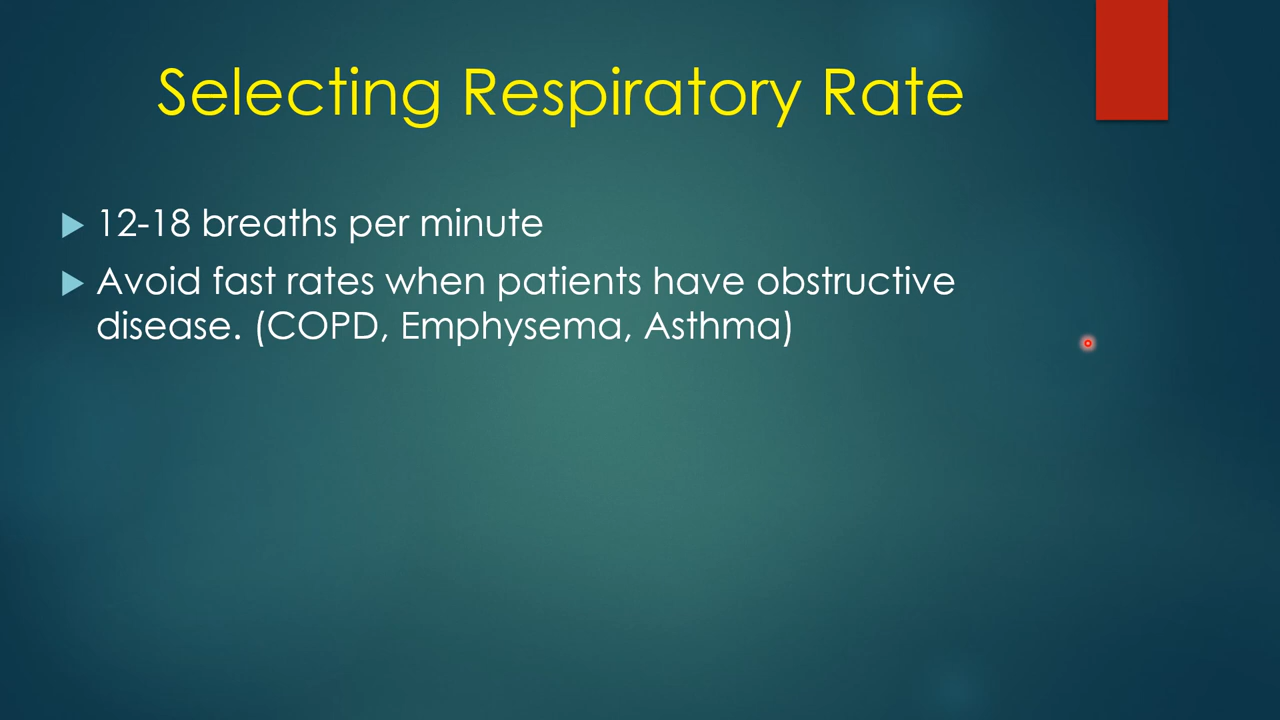 Selecting Respiratory Rate
12-18 breaths per minute
Avoid fast rates when patients have obstructive
disease. (COPD, Emphysema, Asthma)